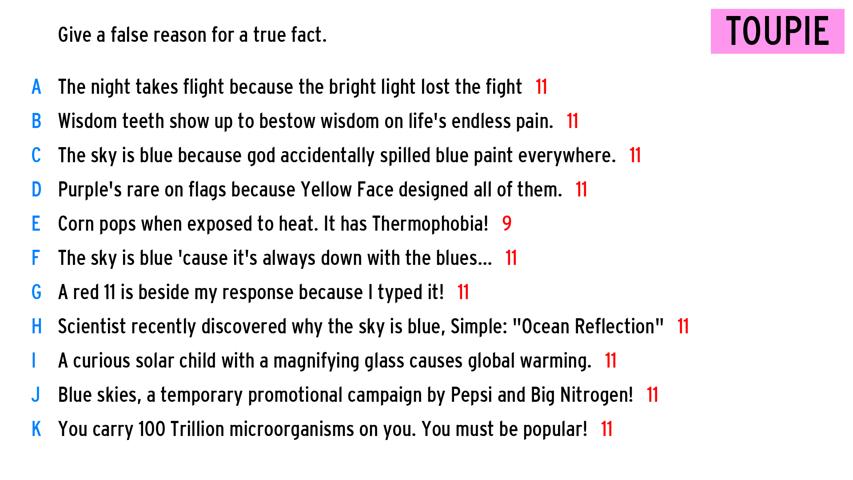 Give a false reason for a true fact.
TOUPIE
A The night takes flight because the bright light lost the fight 11
B Wisdom teeth show up to bestow wisdom on life's endless pain. 11
C The sky is blue because god accidentally spilled blue paint everywhere. 11
D Purple's rare on flags because Yellow Face designed all of them. 11
E Corn pops when exposed to heat. It has Thermophobia! 9
F The sky is blue 'cause it's always down with the blues... 11
G A red 11 is beside my response because I typed it! 11
H Scientist recently discovered why the sky is blue, Simple: "Ocean Reflection" 11
I A curious solar child with a magnifying glass causes global warming. 11
J Blue skies, a temporary promotional campaign by Pepsi and Big Nitrogen! 11
K You carry 100 Trillion microorganisms on you. You must be popular! 11